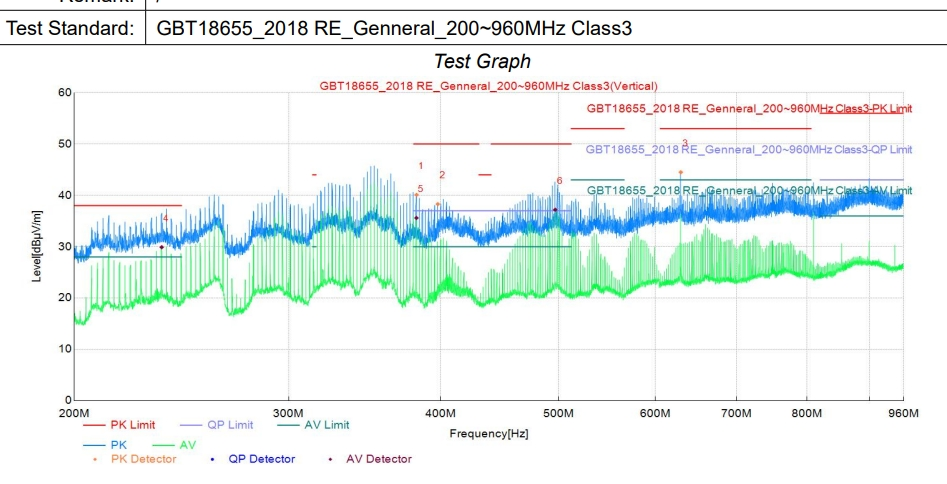 Remark: /
Test Standard: GBT18655_2018 RE_Genneral_200~960MHz Class3
Test Graph
GBT18655_2018 RE_Genneral_200~960MHz Class3(Vertical)
GBT18655_2018 RE_Genneral_200~960MHz Class3-PK Limit
GBT18655_2018 RE_Genneral_200~960MHz Class3-QP Limit
GBT18655_2018 RE_Genneral_200~960MHz Class3-AV Limit
Level[dBμV/m]
60
50
40
30
20
10
0
1
2
3
4
5
6
200M 300M 400M 500M 600M 700M 800M 960M
Frequency[Hz]
PK Limit QP Limit AV Limit
PK AV
PK Detector QP Detector AV Detector